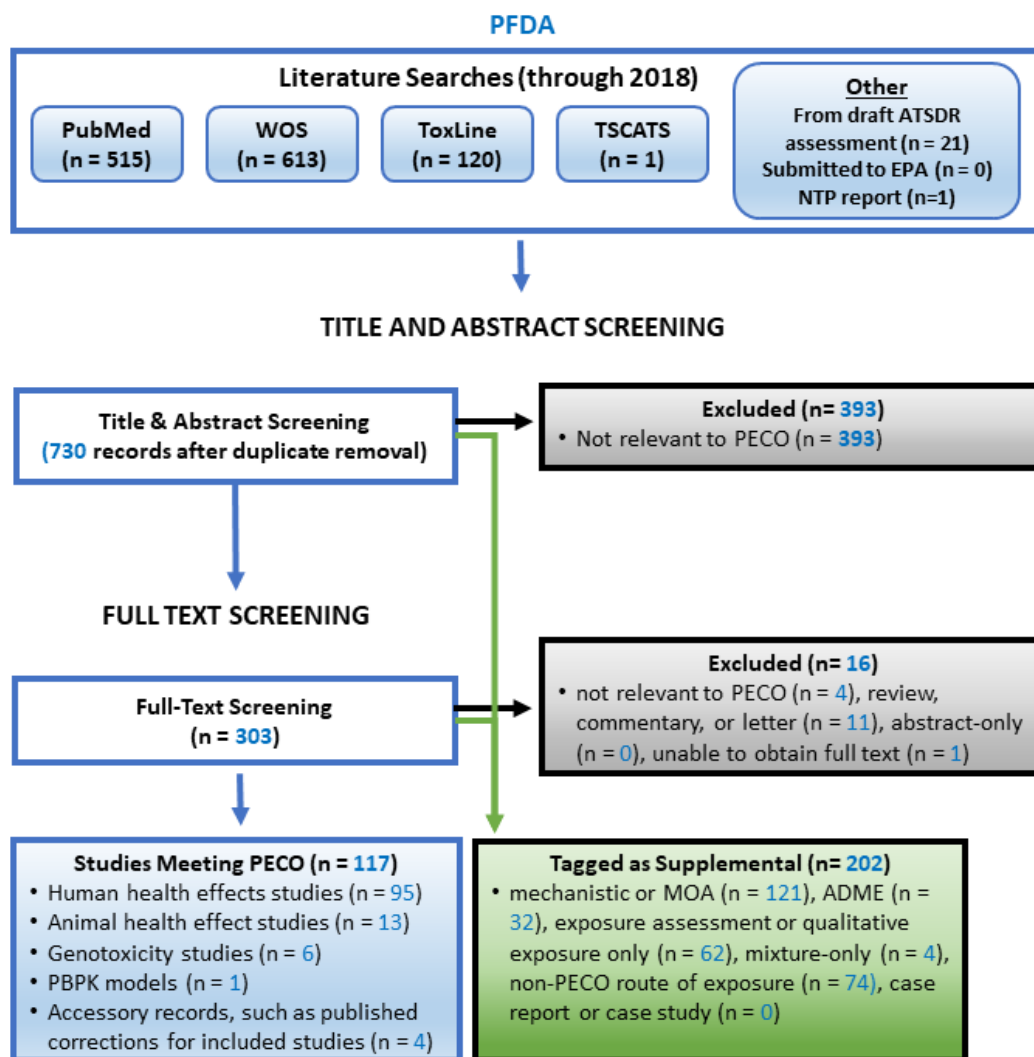 PFDA
Literature Searches (through 2018)
PubMed
(n = 515)
WOS
(n = 613)
ToxLine
(n = 120)
TSCATS
(n = 1)
Other
From draft ATSDR
assessment (n = 21)
Submitted to EPA (n = 0)
NTP report (n=1)
TITLE AND ABSTRACT SCREENING
Title & Abstract Screening
(730 records after duplicate removal)
Excluded (n= 393)
• Not relevant to PECO (n = 393)
FULL TEXT SCREENING
Full-Text Screening
(n = 303)
Excluded (n= 16)
• not relevant to PECO (n = 4), review,
commentary, or letter (n = 11), abstract-only
(n = 0), unable to obtain full text (n = 1)
Studies Meeting PECO (n = 117)
• Human health effects studies (n = 95)
• Animal health effect studies (n = 13)
• Genotoxicity studies (n = 6)
• PBPK models (n = 1)
• Accessory records, such as published
corrections for included studies (n = 4)
Tagged as Supplemental (n= 202)
• mechanistic or MOA (n = 121), ADME (n =
32), exposure assessment or qualitative
exposure only (n = 62), mixture-only (n = 4),
non-PECO route of exposure (n = 74), case
report or case study (n = 0)